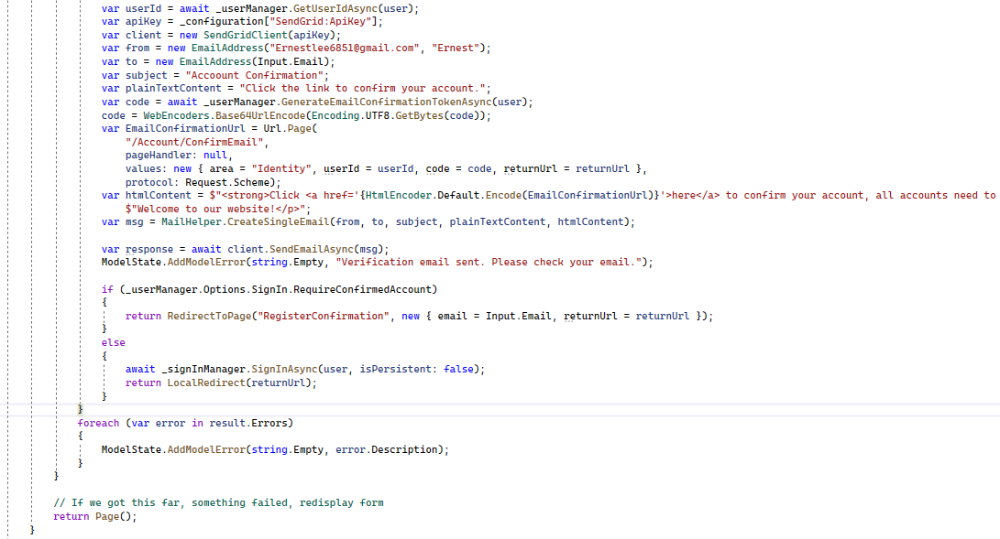 var userId = await _userManager.GetUserIdAsync(user);
var apiKey = _configuration["SendGrid:ApiKey"];
var client = new SendGridClient(apiKey);
var from = new EmailAddress("Ernestlee6851@gmail.com", "Ernest");
var to = new EmailAddress(Input.Email);
var subject = "Accoount Confirmation";
var plainTextContent = "Click the link to confirm your account.";
var code = await _userManager.GenerateEmailConfirmationTokenAsync(user);
code = WebEncoders.Base64UrlEncode(Encoding.UTF8.GetBytes(code));
var EmailConfirmationUrl = Url.Page(
"/Account/ConfirmEmail",
pageHandler: null,
values: new { area = "Identity", userId = userId, code = code, returnUrl = returnUrl },
protocol: Request.Scheme);
var htmlContent = $"<strong>Click <a href='{HtmlEncoder.Default.Encode(EmailConfirmationUrl)}'>here</a> to confirm your account, all accounts need to
$"Welcome to our website!</p>";
var msg = MailHelper.CreateSingleEmail(from, to, subject, plainTextContent, htmlContent);
var response = await client.SendEmailAsync(msg);
ModelState.AddModelError(string.Empty, "Verification email sent. Please check your email.");
if (_userManager.Options.SignIn.RequireConfirmedAccount)
{
return RedirectToPage("RegisterConfirmation", new { email = Input.Email, returnUrl = returnUrl });
}
else
{
await _signInManager.SignInAsync(user, isPersistent: false);
return LocalRedirect(returnUrl);
}
}
foreach (var error in result.Errors)
{
ModelState.AddModelError(string.Empty, error.Description);
}
}
// If we got this far, something failed, redisplay form
return Page();
}